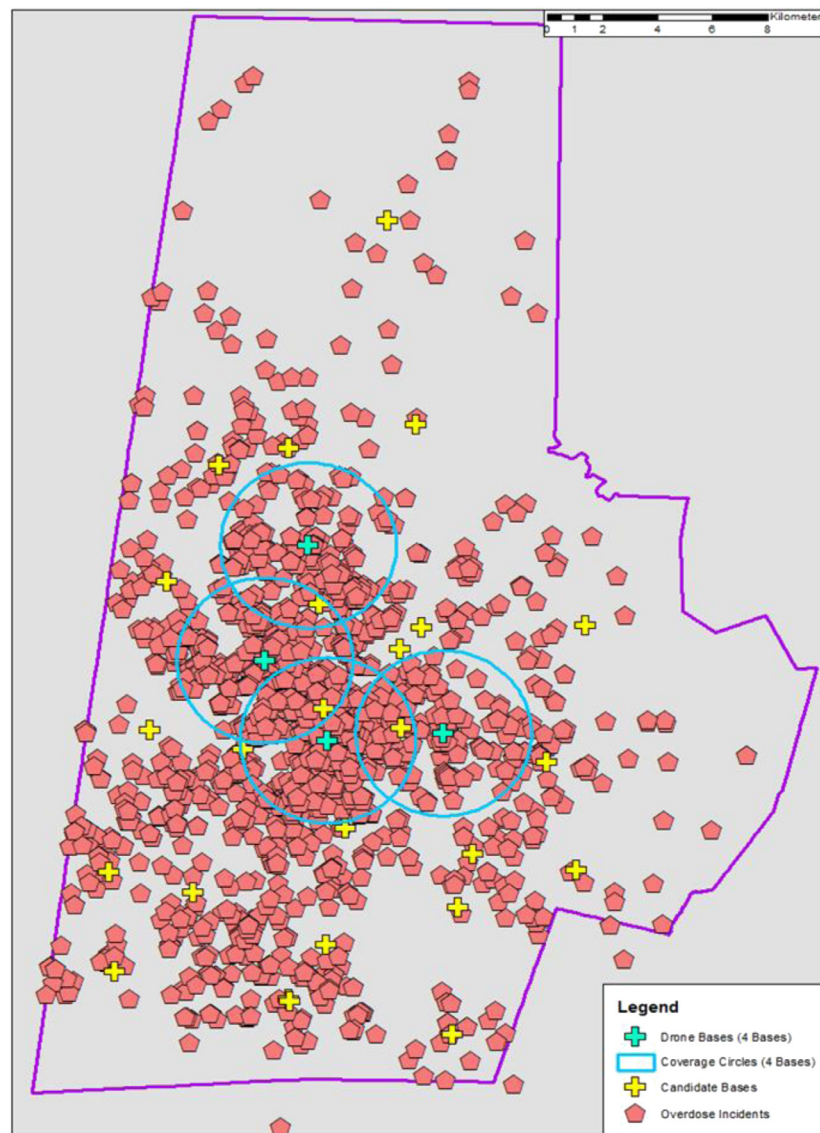 Kilometers
0 1 2 4 6 8
Legend
Drone Bases (4 Bases)
Coverage Circles (4 Bases)
Candidate Bases
Overdose Incidents